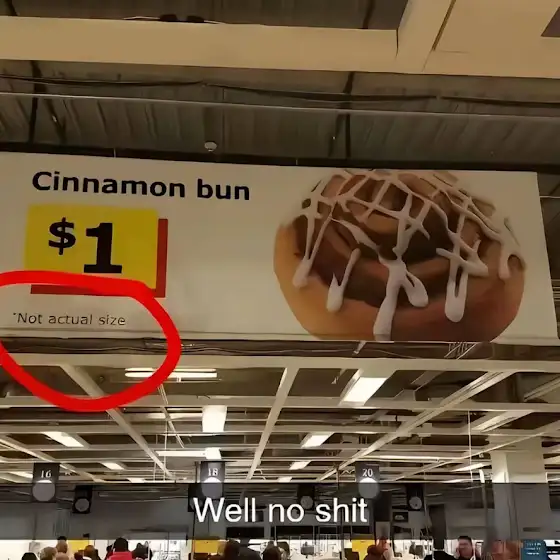 Cinnamon bun
$1
*Not actual size
16
18
20
Well no shit